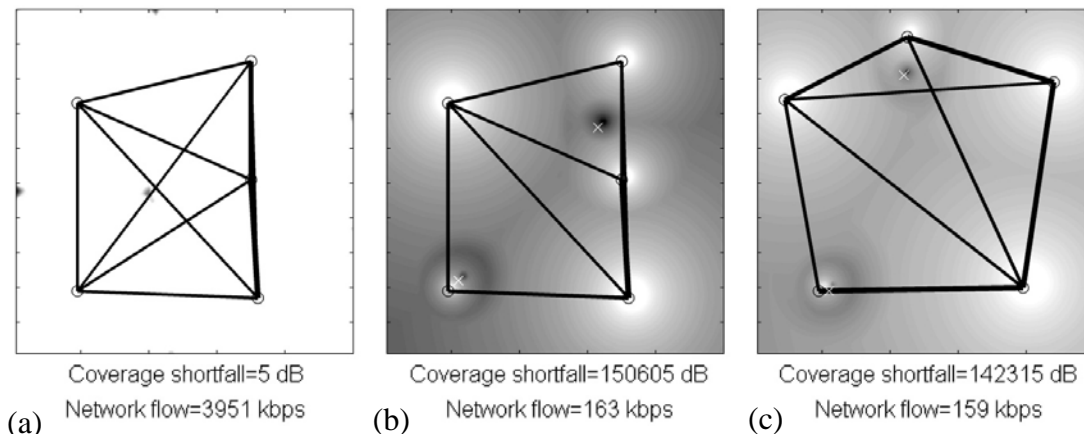 Coverage shortfall=5 dB
(a) Network flow=3951 kbps
Coverage shortfall=150605 dB
(b) Network flow=163 kbps
Coverage shortfall=142315 dB
(c) Network flow=159 kbps